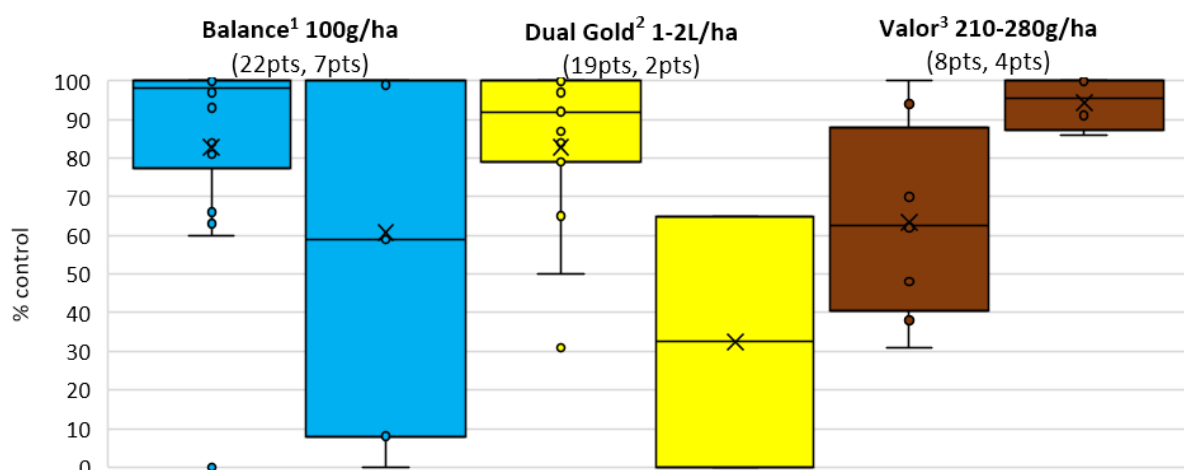 Balance¹ 100g/ha
(22pts, 7pts)
Dual Gold² 1-2L/ha
(19pts, 2pts)
Valor³ 210-280g/ha
(8pts, 4pts)
% control
100
90
80
70
60
50
40
30
20
10
0